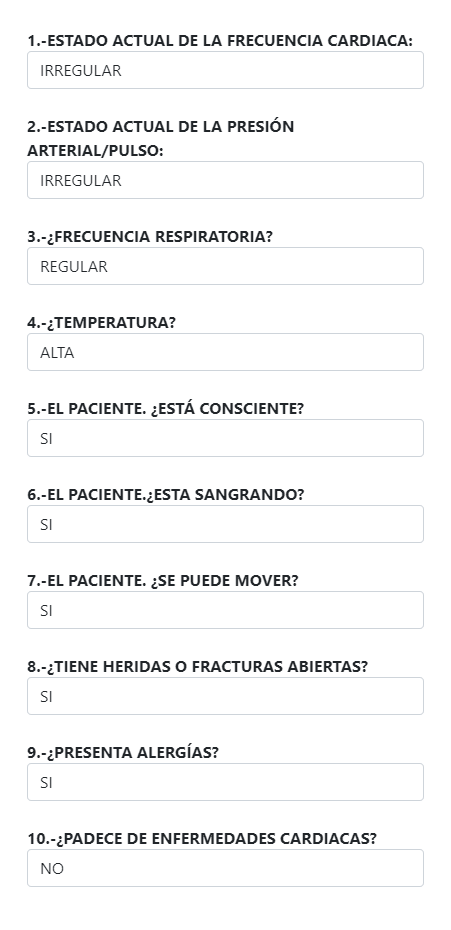 1.-ESTADO ACTUAL DE LA FRECUENCIA CARDIACA:
IRREGULAR
2.-ESTADO ACTUAL DE LA PRESIÓN
ARTERIAL/PULSO:
IRREGULAR
3.-¿FRECUENCIA RESPIRATORIA?
REGULAR
4.-¿TEMPERATURA?
ALTA
5.-EL PACIENTE. ¿ESTÁ CONSCIENTE?
SI
6.-EL PACIENTE.¿ESTA SANGRANDO?
SI
7.-EL PACIENTE. ¿SE PUEDE MOVER?
SI
8.-¿TIENE HERIDAS O FRACTURAS ABIERTAS?
SI
9.-¿PRESENTA ALERGÍAS?
SI
10.-¿PADECE DE ENFERMEDADES CARDIACAS?
NO